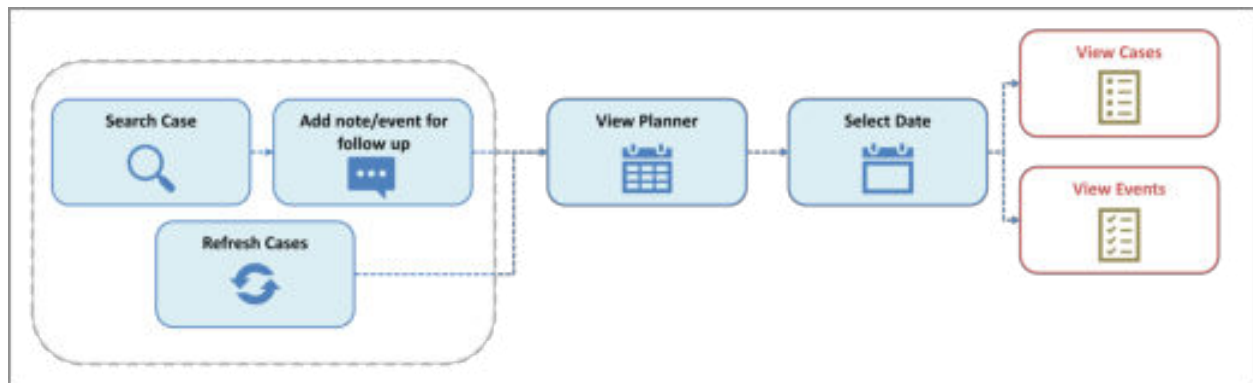 Search Case
Add note/event for
follow up
Refresh Cases
View Planner
Select Date
View Cases
View Events